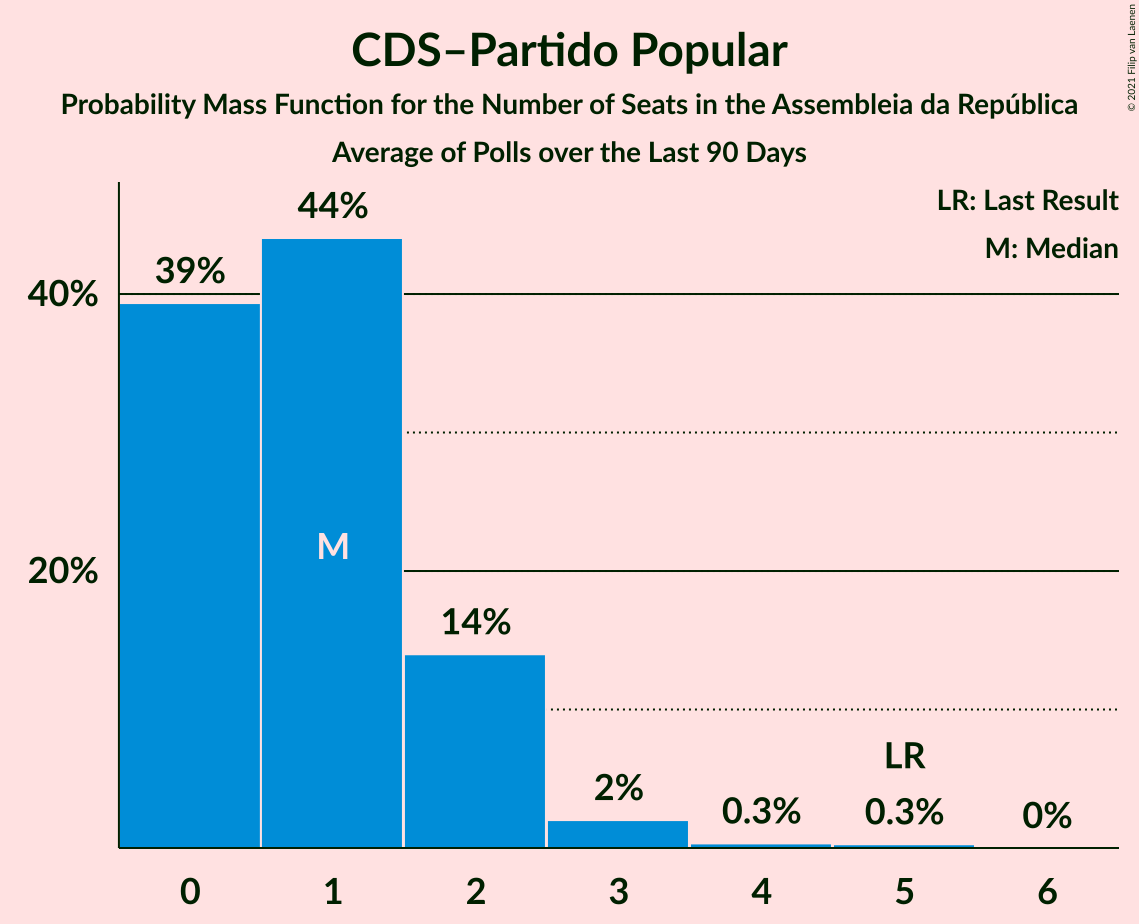 CDS–Partido Popular
Probability Mass Function for the Number of Seats in the Assembleia da República
Average of Polls over the Last 90 Days
© 2021 Filip van Laenen
LR: Last Result
M: Median
44%
39%
40%
M
20%
14%
LR
2%
0.3%
0.3%
0%
0 1 2 3 4 5 6